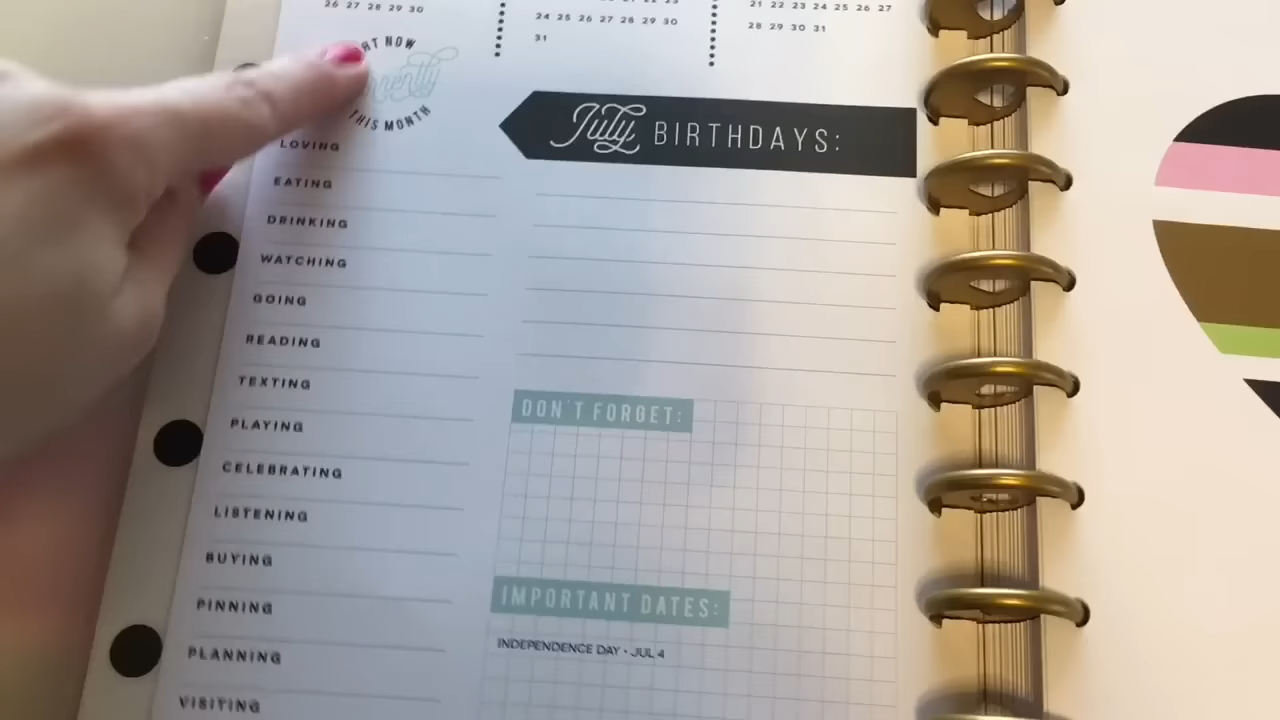 26 27 28 29 30
24 25 26 27 28 29 30
31
21 22 23 24 25 26 27
28 29 30 31
NOW
THIS MONTH
LOVING
EATING
DRINKING
WATCHING
GOING
READING
TEXTING
PLAYING
CELEBRATING
LISTENING
BUYING
PINNING
PLANNING
VISITING
July BIRTHDAYS:
DON'T FORGET:
IMPORTANT DATES:
INDEPENDENCE DAY • JUL 4